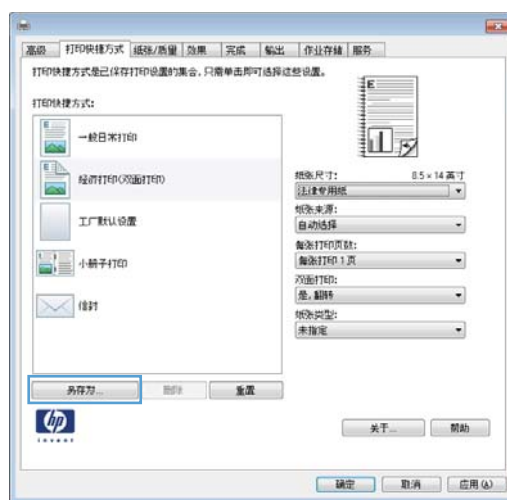 高级 打印快捷方式 纸张/质量 效果 完成 输出 作业存储 服务
打印快捷方式是已保存打印设置的集合，只需单击即可选择这些设置。
打印快捷方式:
一般日常打印
经济打印(双面打印)
工厂默认设置
小册子打印
信封
E
纸张尺寸: 8.5 × 14 英寸
法律专用纸
纸张来源:
自动选择
每张打印页数:
每张打印 1 页
双面打印:
是，翻转
纸张类型:
未指定
另存为... 删除 重置
hp
invent
关于... 帮助
确定 取消 应用(A)